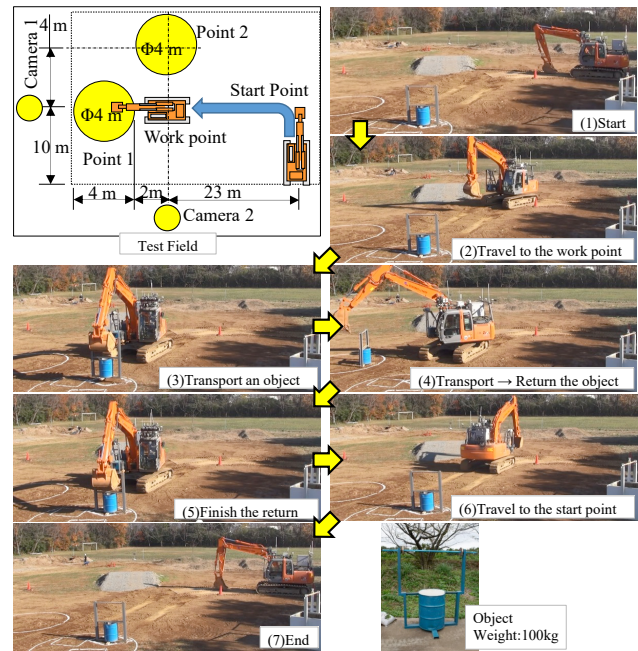 4 m
Camera 1
Point 2
Φ4 m
Start Point
Φ4 m
Work point
10 m
Point 1
4 m
2m
23 m
Camera 2
Test Field
(1)Start
(2)Travel to the work point
(3)Transport an object
(4)Transport → Return the object
(5)Finish the return
(6)Travel to the start point
(7)End
Object
Weight:100kg